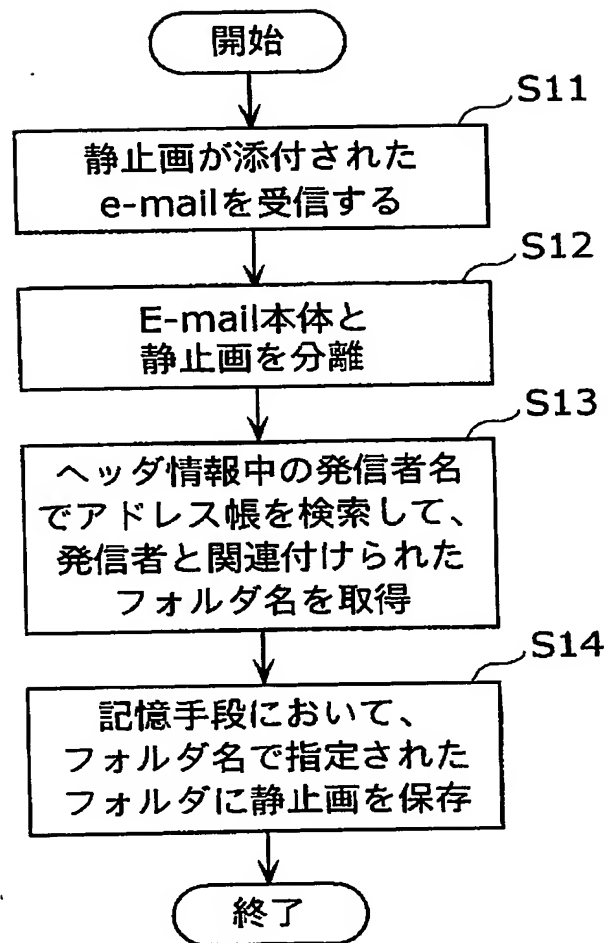 開始
S11
静止画が添付された
e-mailを受信する
S12
E-mail本体と
静止画を分離
S13
ヘッダ情報中の発信者名
でアドレス帳を検索して、
発信者と関連付けられた
フォルダ名を取得
S14
記憶手段において、
フォルダ名で指定された
フォルダに静止画を保存
終了